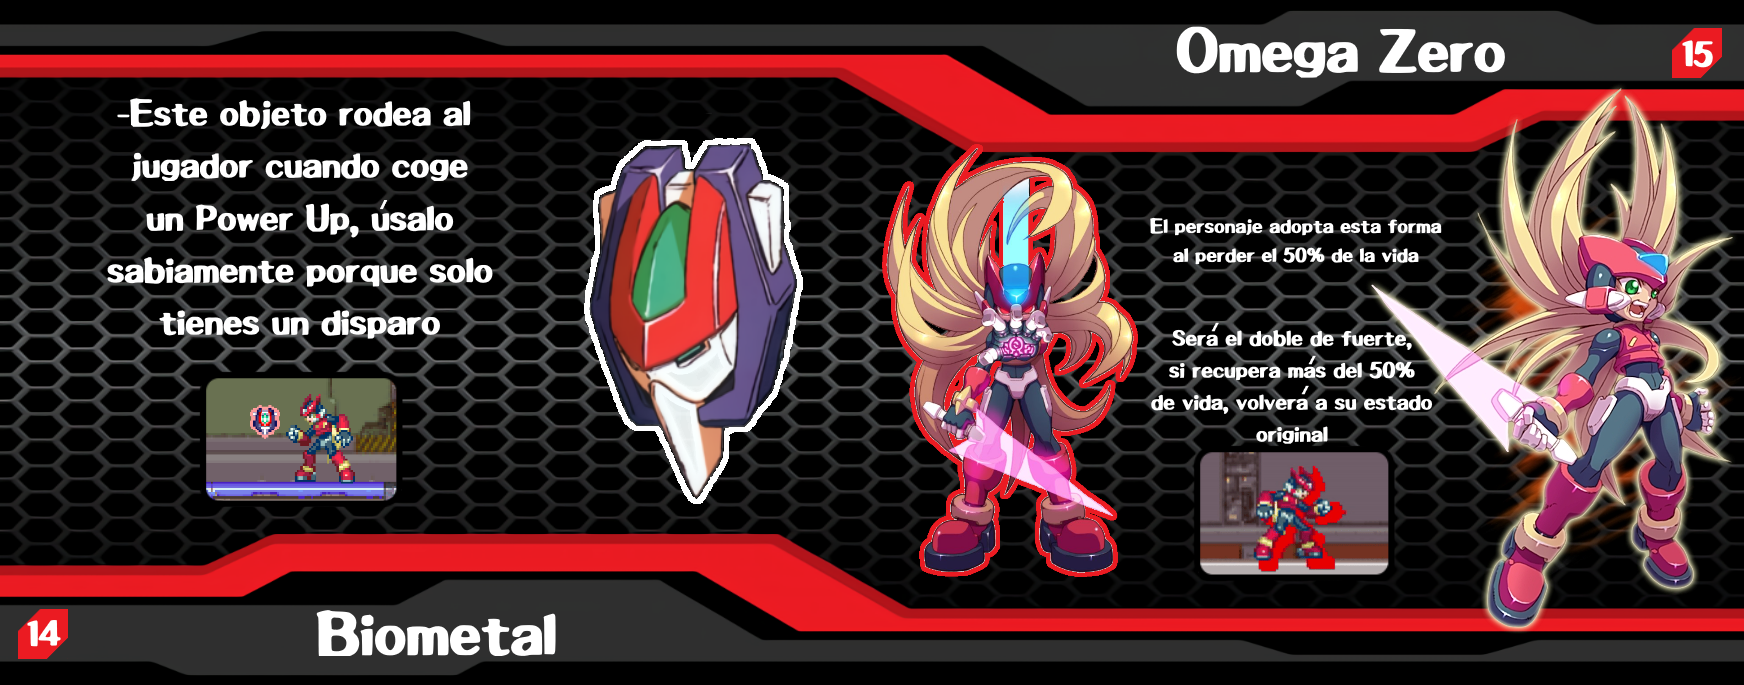 -Este objeto rodea al
jugador cuando coge
un Power Up, úsalo
sabiamente porque solo
tienes un disparo
14
Biometal
Omega Zero
15
El personaje adopta esta forma
al perder el 50% de la vida
Será el doble de fuerte,
si recupera más del 50%
de vida, volverá a su estado
original